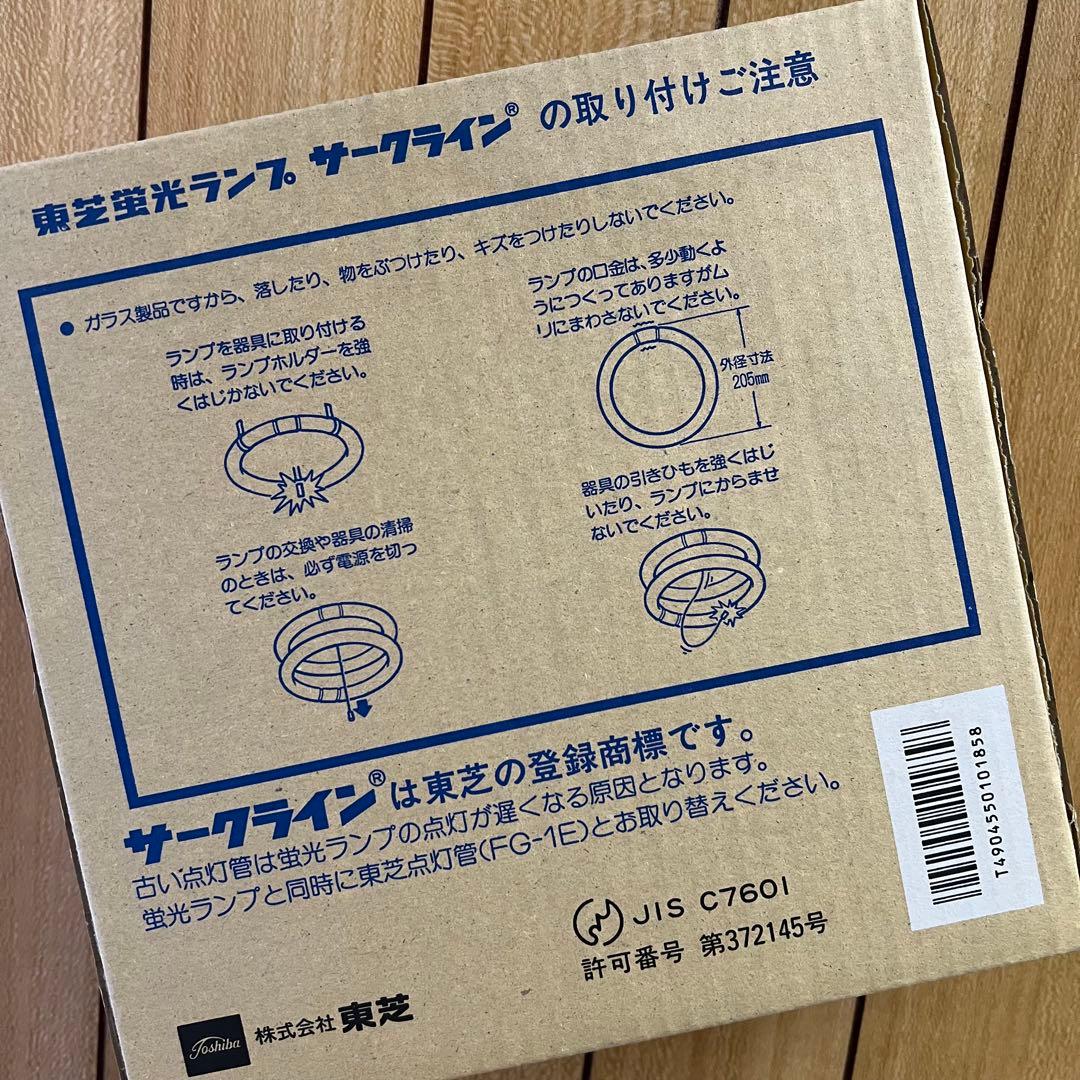 東芝蛍光ランプ サークライン® の取り付けご注意
● ガラス製品ですから、落したり、物をぶつけたり、キズをつけたりしないでください。
ランプを器具に取り付ける
時は、ランプホルダーを強
くはじかないでください。
ランプの口金は、多少動くよ
うにつくってありますがム
リにまわさないでください。
外径寸法
205mm
ランプの交換や器具の清掃
のときは、必ず電源を切っ
てください。
器具の引きひもを強くはじ
いたり、ランプにからませ
ないでください。
サークライン®は東芝の登録商標です。
古い点灯管は蛍光ランプの点灯が遅くなる原因となります。
蛍光ランプと同時に東芝点灯管(FG-1E)とお取り替えください。
JIS C7601
許可番号 第372145号
Toshiba 株式会社 東芝
T4904550101858